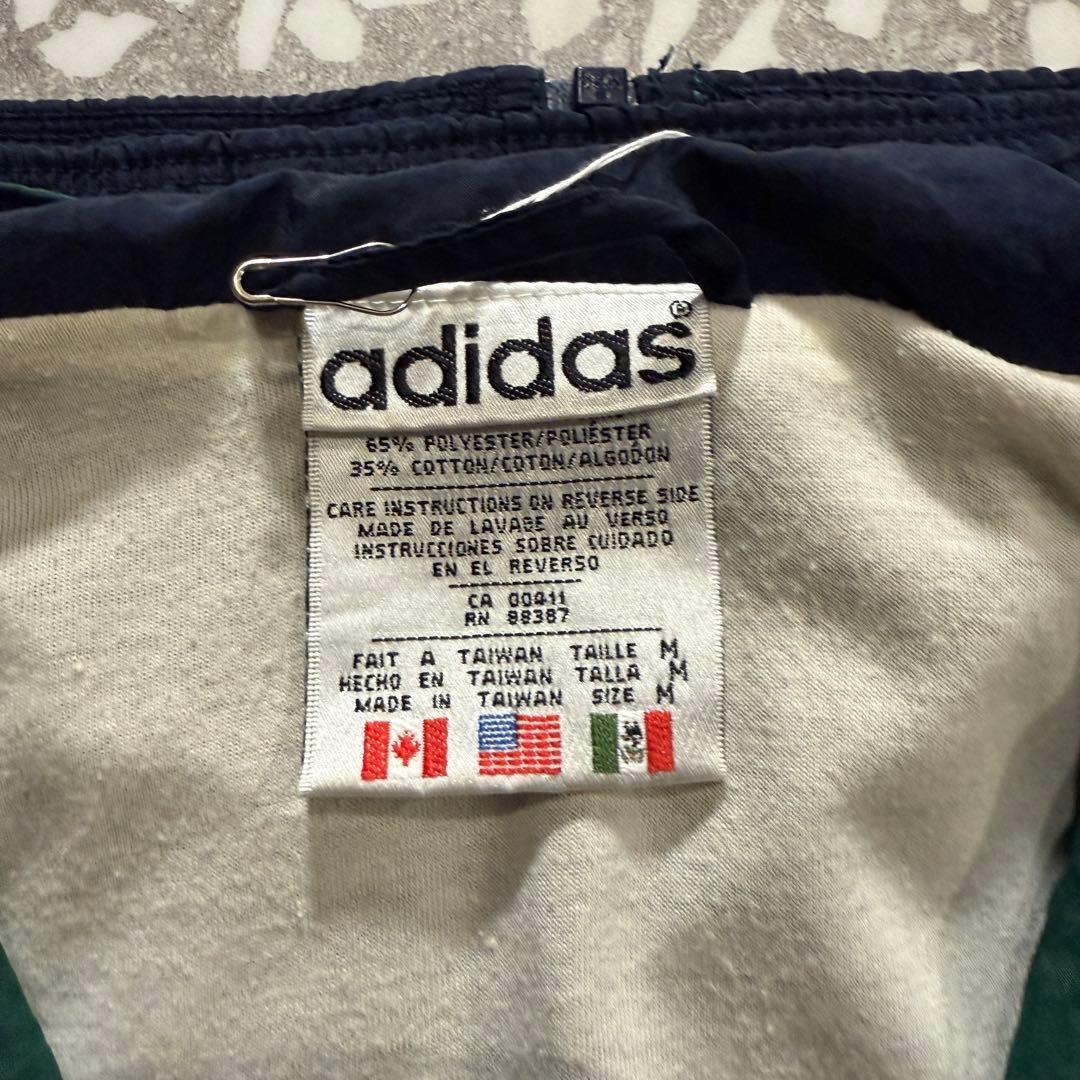 adidas®
65% POLYESTER/POLIÉSTER
35% COTTON/COTON/ALGODON
CARE INSTRUCTIONS ON REVERSE SIDE
MADE DE LAVAGE AU VERSO
INSTRUCCIONES SOBRE CUIDADO
EN EL REVERSO
CA 00411
RN 88387
FAIT A TAIWAN TAILLE M
HECHO EN TAIWAN TALLA M
MADE IN TAIWAN SIZE M